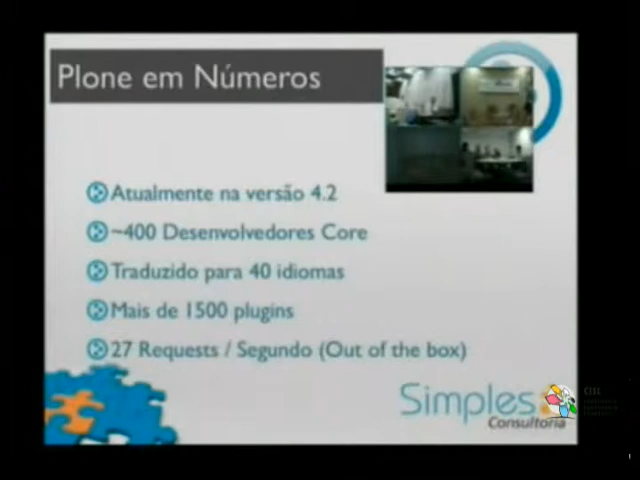 Plone em Números
Atualmente na versão 4.2
~400 Desenvolvedores Core
Traduzido para 40 idiomas
Mais de 1500 plugins
27 Requests / Segundo (Out of the box)
Simples
Consultoria